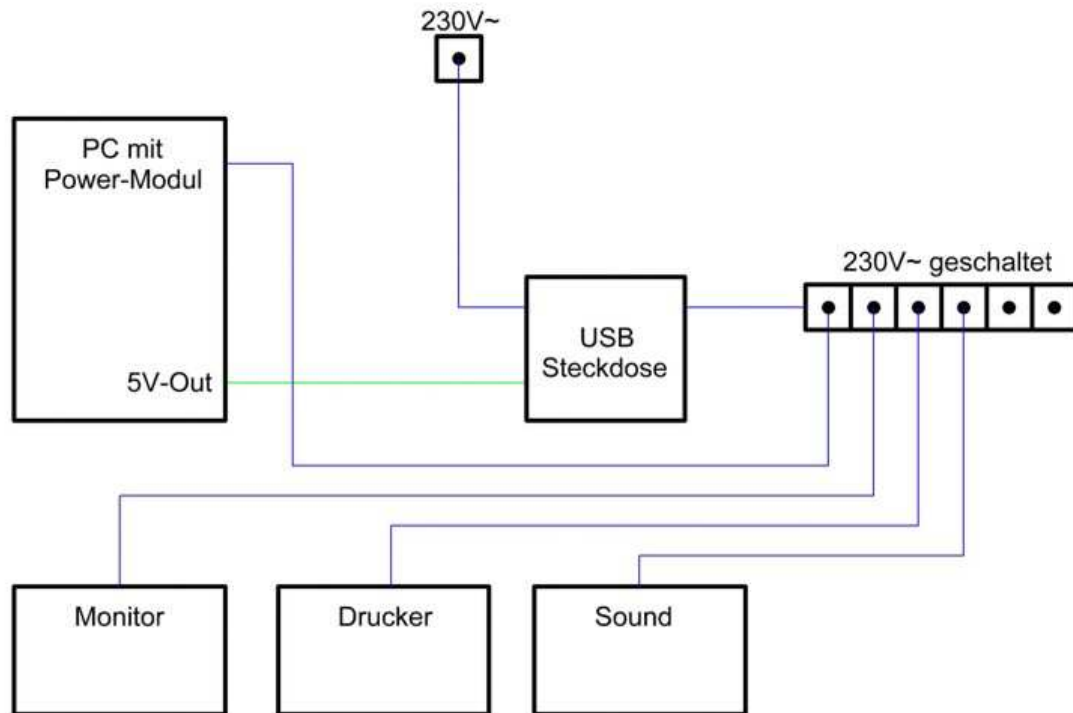 230V~
PC mit
Power-Modul
230V~ geschaltet
USB
Steckdose
5V-Out
Monitor
Drucker
Sound